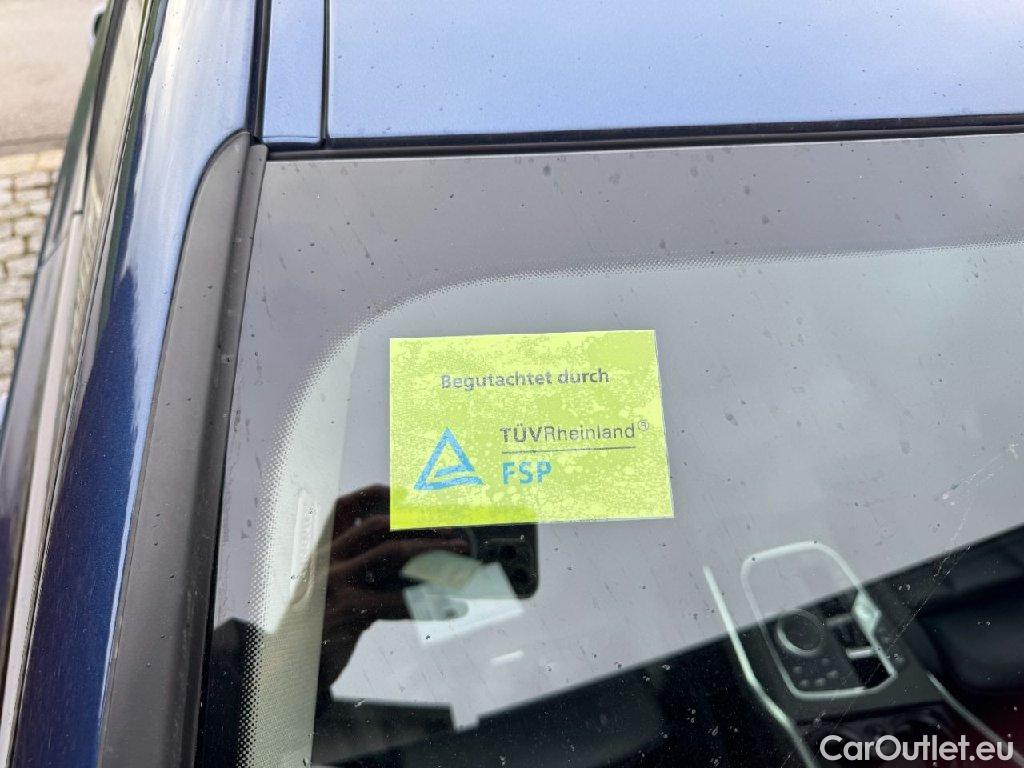 Begutachtet durch
TÜVRheinland®
FSP
CarOutlet.eu